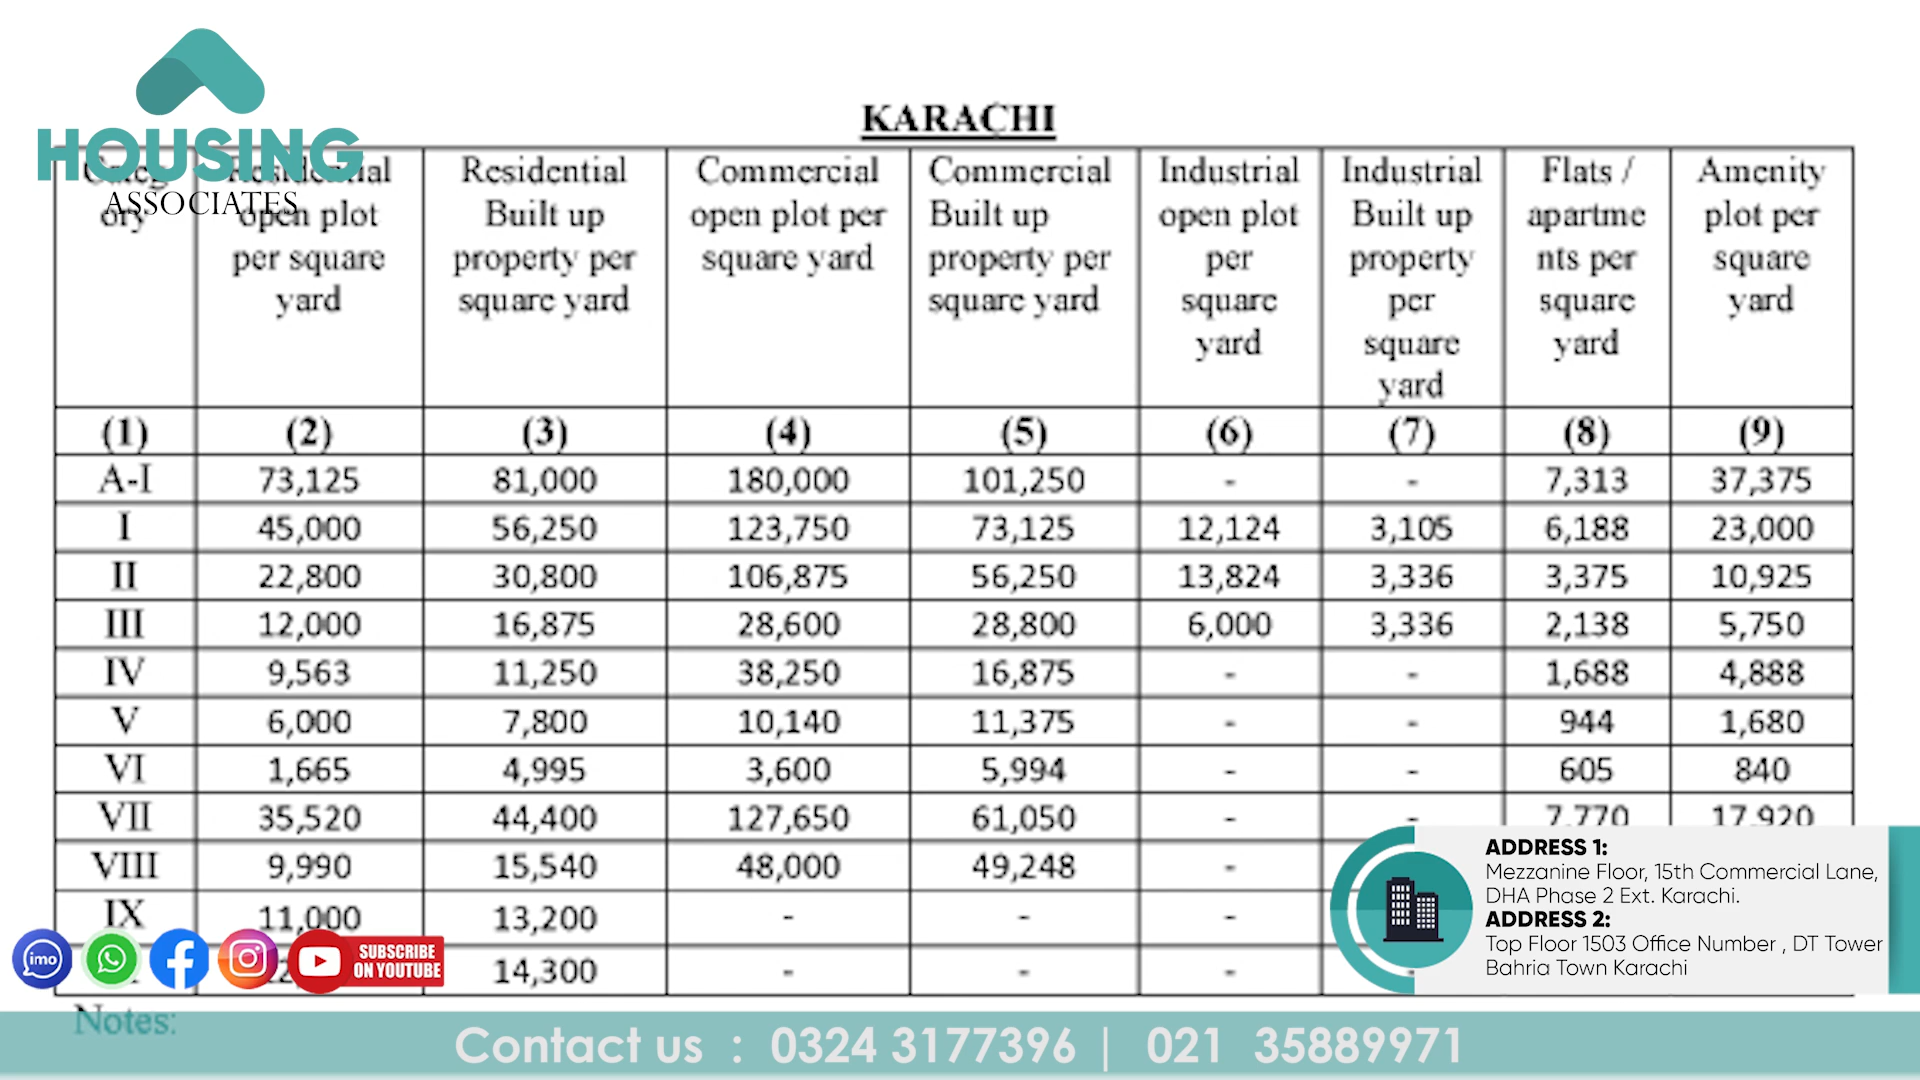 HOUSING
ASSOCIATES
KARACHI
Categ ory | Residential open plot per square yard | Residential Built up property per square yard | Commercial open plot per square yard | Commercial Built up property per square yard | Industrial open plot per square yard | Industrial Built up property per square yard | Flats / apartme nts per square yard | Amenity plot per square yard
(1) (2) (3) (4) (5) (6) (7) (8) (9)
A-I 73,125 81,000 180,000 101,250 - - 7,313 37,375
I 45,000 56,250 123,750 73,125 12,124 3,105 6,188 23,000
II 22,800 30,800 106,875 56,250 13,824 3,336 3,375 10,925
III 12,000 16,875 28,600 28,800 6,000 3,336 2,138 5,750
IV 9,563 11,250 38,250 16,875 - - 1,688 4,888
V 6,000 7,800 10,140 11,375 - - 944 1,680
VI 1,665 4,995 3,600 5,994 - - 605 840
VII 35,520 44,400 127,650 61,050 - - 7,770 17,920
VIII 9,990 15,540 48,000 49,248 -
IX 11,000 13,200 - - -
14,300 - - -
Notes:
imo
SUBSCRIBE
ON YOUTUBE
ADDRESS 1:
Mezzanine Floor, 15th Commercial Lane,
DHA Phase 2 Ext. Karachi.
ADDRESS 2:
Top Floor 1503 Office Number , DT Tower
Bahria Town Karachi
Contact us : 0324 3177396 | 021 35889971